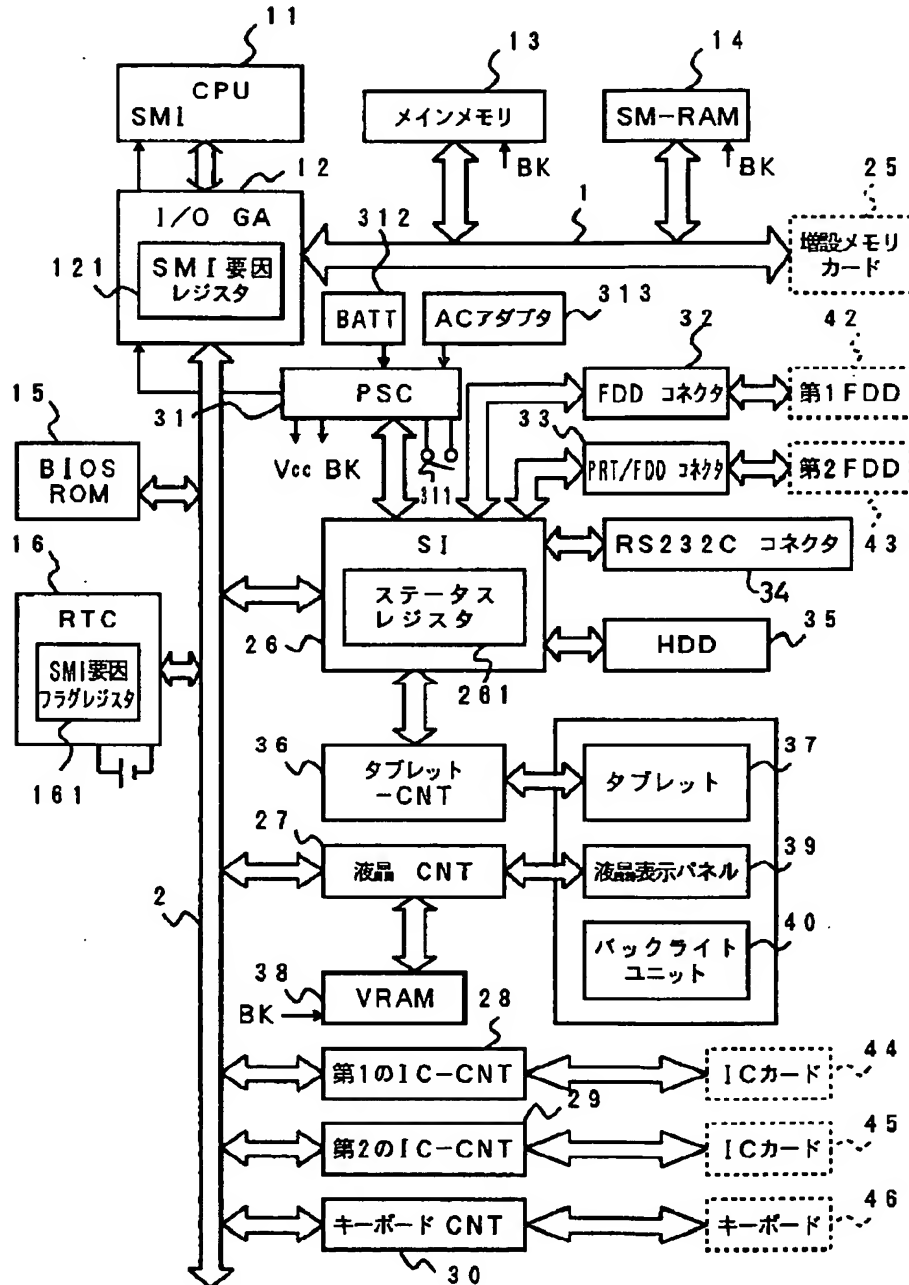 11
13
14
CPU
SMI
メインメモリ
SM-RAM
BK
BK
12
25
I/O GA
1
312
増設メモリ
カード
121
SMI要因
レジスタ
313
BATT
ACアダプタ
32
42
PSC
FDD コネクタ
第1FDD
15
31
33
Vcc BK
311
PRT/FDD コネクタ
第2FDD
BIOS
ROM
SI
43
16
RS232C コネクタ
ステータス
レジスタ
34
RTC
35
26
HDD
SMI要因
フラグレジスタ
261
36
37
タブレット
-CNT
タブレット
161
27
39
液晶 CNT
液晶表示パネル
2
40
バックライト
ユニット
38
VRAM
28
BK
44
第1のIC-CNT
ICカード
29
45
第2のIC-CNT
ICカード
46
キーボード CNT
キーボード
30